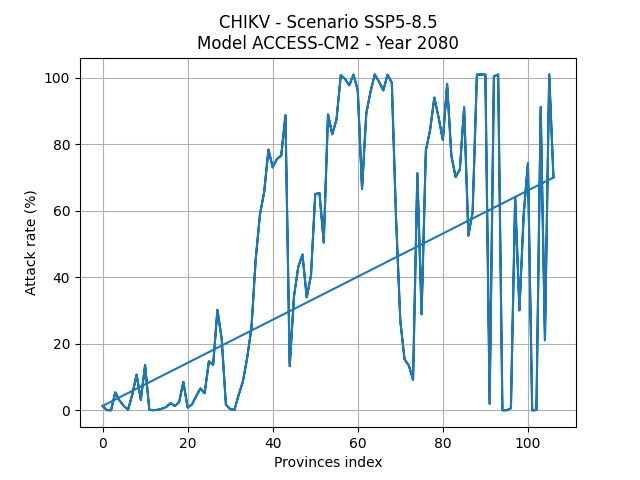 CHIKV - Scenario SSP5-8.5
Model ACCESS-CM2 - Year 2080
100
80
60
40
20
0
Attack rate (%)
0 20 40 60 80 100
Provinces index